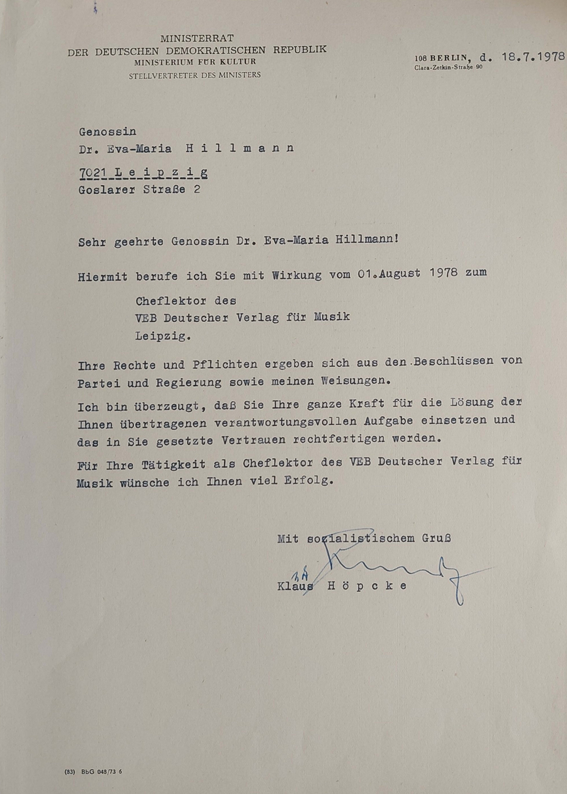 MINISTERRAT
DER DEUTSCHEN DEMOKRATISCHEN REPUBLIK
MINISTERIUM FÜR KULTUR
STELLVERTRETER DES MINISTERS
108 BERLIN, d. 18.7.1978
Clara-Zetkin-Straße 90
Genossin
Dr. Eva-Maria H i l l m a n n
7021 L e i p z i g
Goslarer Straße 2
Sehr geehrte Genossin Dr. Eva-Maria Hillmann!
Hiermit berufe ich Sie mit Wirkung vom 01.August 1978 zum
Cheflektor des
VEB Deutscher Verlag für Musik
Leipzig.
Ihre Rechte und Pflichten ergeben sich aus den Beschlüssen von
Partei und Regierung sowie meinen Weisungen.
Ich bin überzeugt, daß Sie Ihre ganze Kraft für die Lösung der
Ihnen übertragenen verantwortungsvollen Aufgabe einsetzen und
das in Sie gesetzte Vertrauen rechtfertigen werden.
Für Ihre Tätigkeit als Cheflektor des VEB Deutscher Verlag für
Musik wünsche ich Ihnen viel Erfolg.
Mit sozialistischem Gruß
Klaus H ö p c k e
(83) BbG 048/73 6